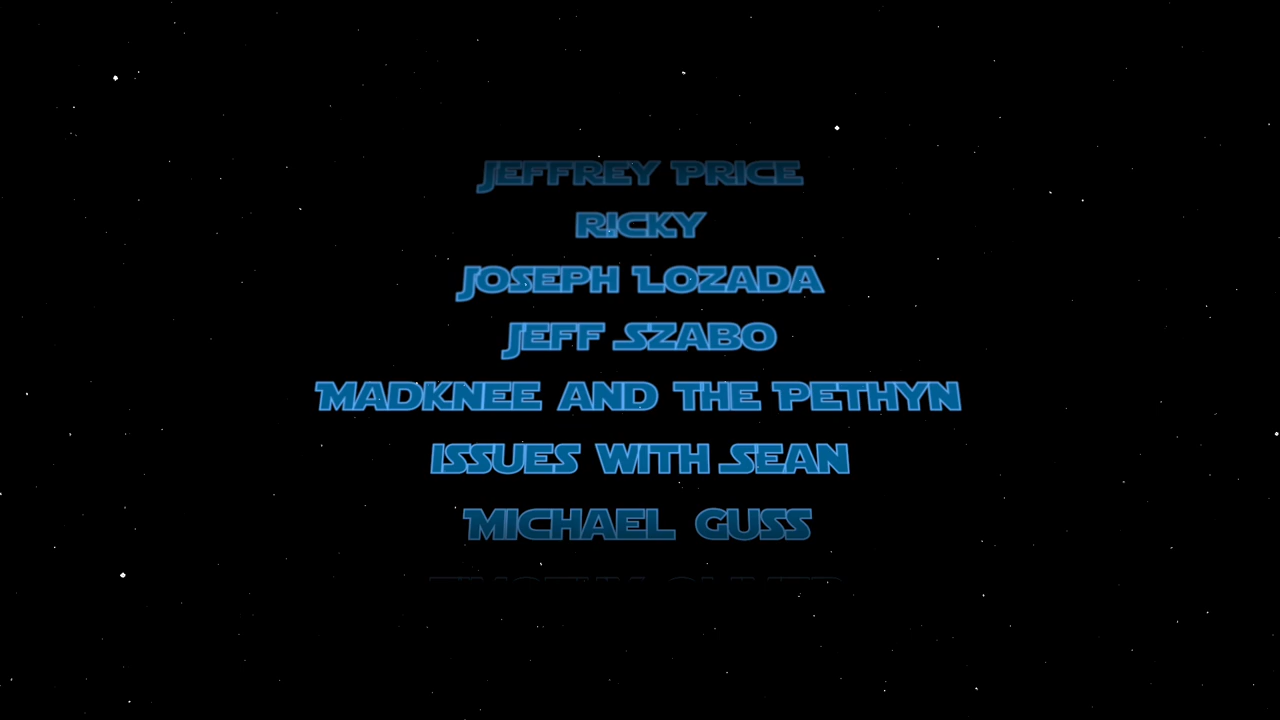 Jeffrey Price
Ricky
Joseph Lozada
Jeff Szabo
Madknee and the Pethyn
Issues with Sean
Michael Guss